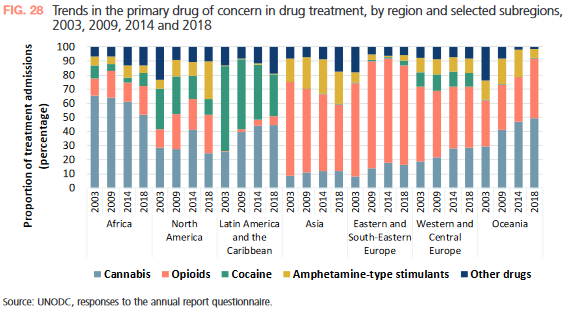 FIG. 28 Trends in the primary drug of concern in drug treatment, by region and selected subregions,
2003, 2009, 2014 and 2018
Proportion of treatment admissions
(percentage)
100
90
80
70
60
50
40
30
20
10
0
2003 2009 2014 2018 2003 2009 2014 2018 2003 2009 2014 2018 2003 2009 2014 2018 2003 2009 2014 2018 2003 2009 2014 2018 2003 2009 2014 2018
Africa North Latin America Asia Eastern and Western and Oceania
America and the South-Eastern Central
Caribbean Europe Europe
Cannabis Opioids Cocaine Amphetamine-type stimulants Other drugs
Source: UNODC, responses to the annual report questionnaire.